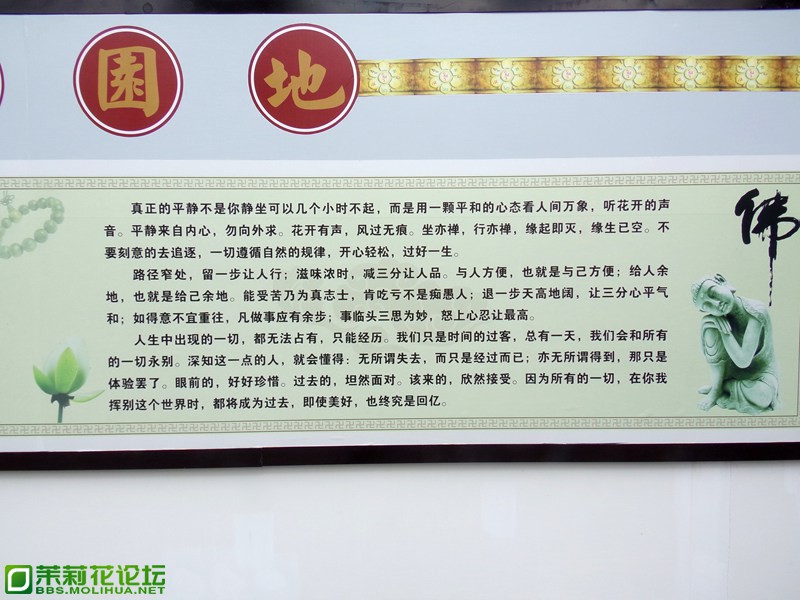 園地
真正的平静不是你静坐可以几个小时不起，而是用一颗平和的心态看人间万象，听花开的声
音。平静来自内心，勿向外求。花开有声，风过无痕。坐亦禅，行亦禅，缘起即灭，缘生已空。不
要刻意的去追逐，一切遵循自然的规律，开心轻松，过好一生。
路径窄处，留一步让人行；滋味浓时，减三分让人品。与人方便，也就是与己方便；给人余
地，也就是给己余地。能受苦乃为真志士，肯吃亏不是痴愚人；退一步天高地阔，让三分心平气
和；如得意不宜重往，凡做事应有余步；事临头三思为妙，怒上心忍让最高。
人生中出现的一切，都无法占有，只能经历。我们只是时间的过客，总有一天，我们会和所有
的一切永别。深知这一点的人，就会懂得：无所谓失去，而只是经过而已；亦无所谓得到，那只是
体验罢了。眼前的，好好珍惜。过去的，坦然面对。该来的，欣然接受。因为所有的一切，在你我
挥别这个世界时，都将成为过去，即使美好，也终究是回亿。
佛
茉莉花论坛
BBS.MOLIHUA.NET